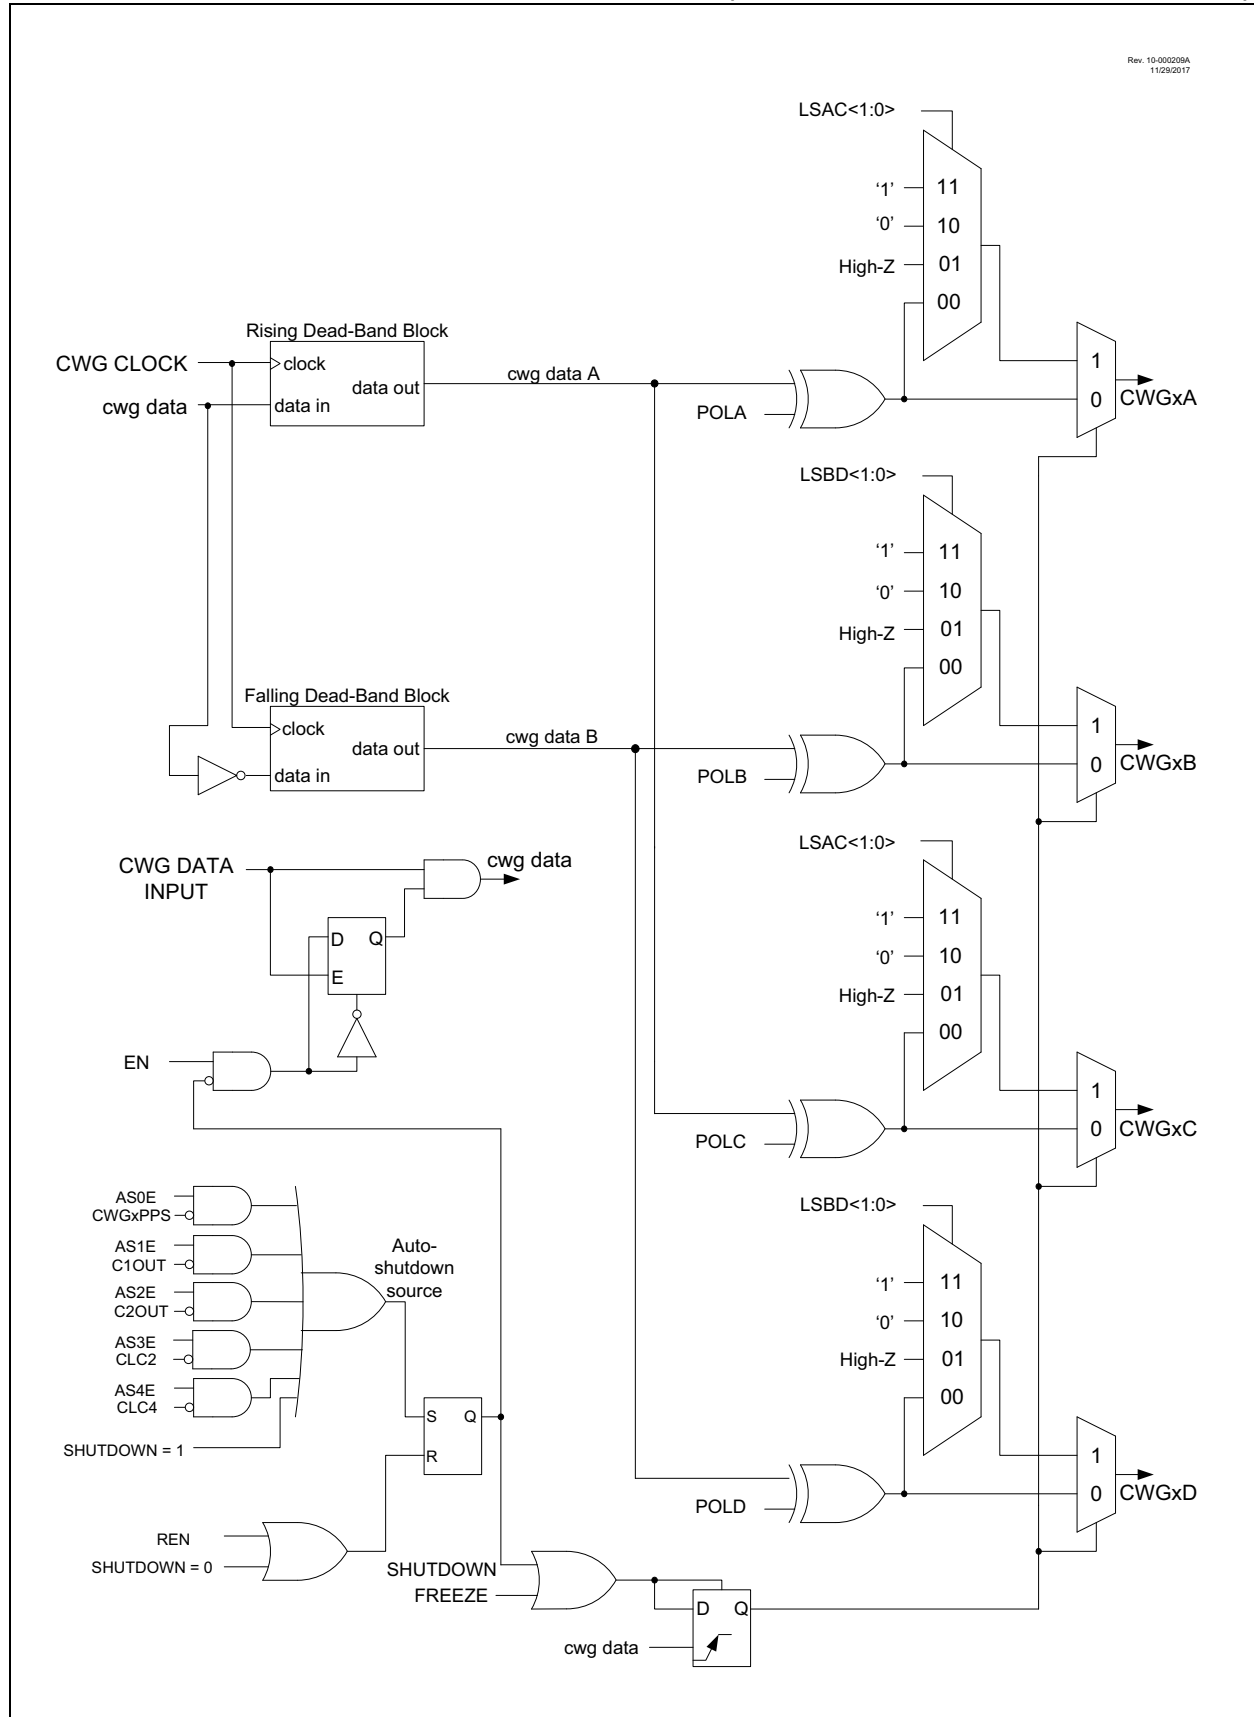 Rev. 10-000209A
11/29/2017
LSAC<1:0>
‘1’
11
‘0’
10
High-Z
01
00
Rising Dead-Band Block
CWG CLOCK
clock
data out
cwg data
data in
cwg data A
POLA
1
0
CWGxA
LSBD<1:0>
‘1’
11
‘0’
10
High-Z
01
00
Falling Dead-Band Block
clock
data out
data in
cwg data B
POLB
1
0
CWGxB
CWG DATA
INPUT
cwg data
D
Q
E
EN
LSAC<1:0>
‘1’
11
‘0’
10
High-Z
01
00
POLC
1
0
CWGxC
AS0E
CWGxPPS
AS1E
C1OUT
AS2E
C2OUT
AS3E
CLC2
AS4E
CLC4
SHUTDOWN = 1
Auto-
shutdown
source
S
Q
R
REN
SHUTDOWN = 0
LSBD<1:0>
‘1’
11
‘0’
10
High-Z
01
00
POLD
1
0
CWGxD
SHUTDOWN
FREEZE
D
Q
cwg data